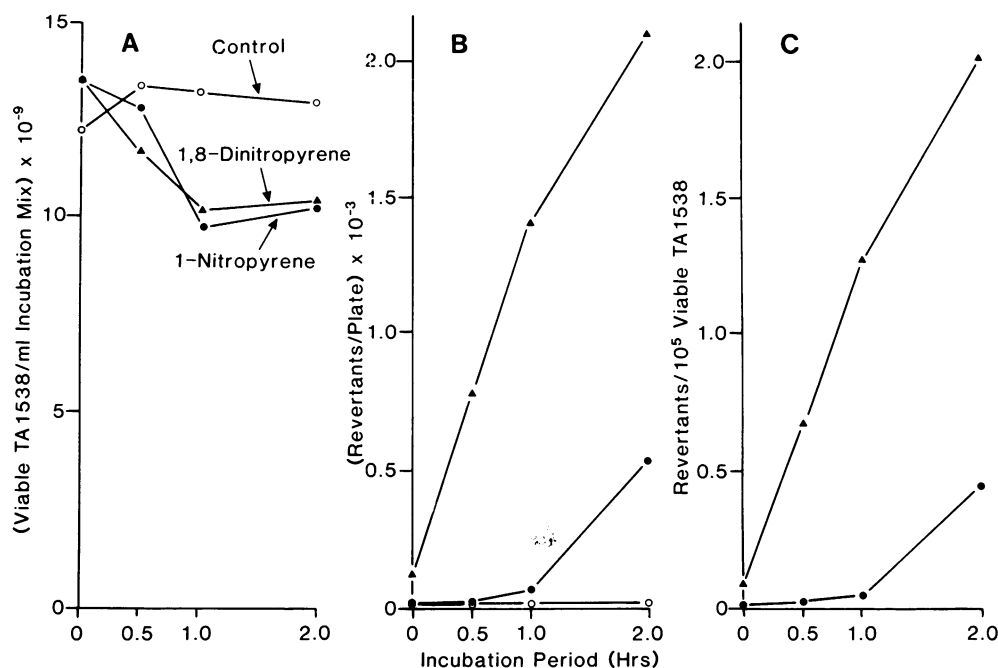 A
B
C
Control
1,8-Dinitropyrene
1-Nitropyrene
(Viable TA1538/ml Incubation Mix) x 10⁻⁹
15
10
5
0
0 0.5 1.0 2.0
(Revertants/Plate) x 10⁻³
2.0
1.5
1.0
0.5
0
0 0.5 1.0 2.0
Revertants/10⁵ Viable TA1538
2.0
1.5
1.0
0.5
0
0 0.5 1.0 2.0
Incubation Period (Hrs)